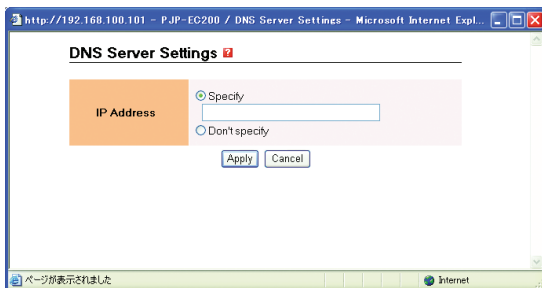 http://192.168.100.101 - PJP-EC200 / DNS Server Settings - Microsoft Internet Expl...
DNS Server Settings ?
IP Address
Specify
Don't specify
Apply Cancel
ページが表示されました Internet